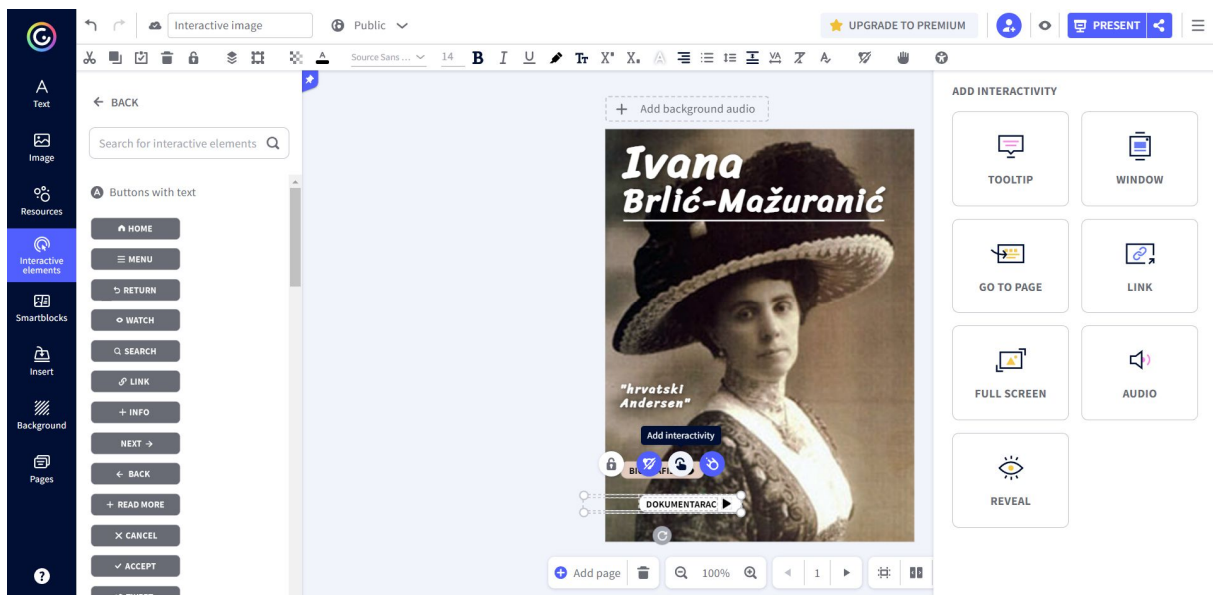 Interactive image
Public
UPGRADE TO PREMIUM
PRESENT
Source Sans ...
14
B I U Tr X X A
VA
Text
Image
Resources
Interactive
elements
Smartblocks
Insert
Background
Pages
?
BACK
Search for interactive elements
A Buttons with text
HOME
MENU
RETURN
WATCH
SEARCH
LINK
+ INFO
NEXT →
← BACK
+ READ MORE
CANCEL
ACCEPT
+ Add background audio
Ivana
Brlić-Mažuranić
"hrvatski
Andersen"
Add interactivity
DOKUMENTARAC
+ Add page
100%
1
ADD INTERACTIVITY
TOOLTIP
WINDOW
GO TO PAGE
LINK
FULL SCREEN
AUDIO
REVEAL